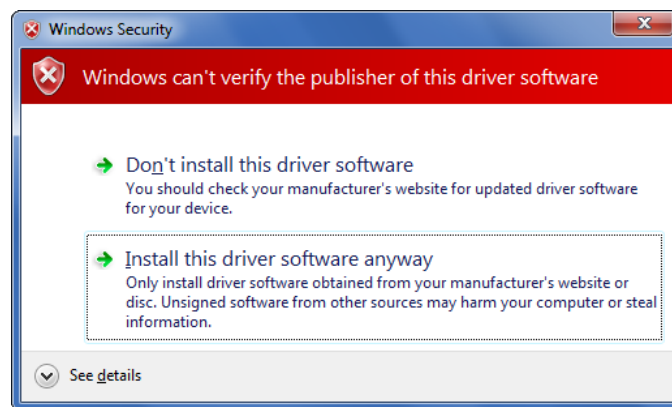 Windows Security
Windows can't verify the publisher of this driver software
Don't install this driver software
You should check your manufacturer's website for updated driver software
for your device.
Install this driver software anyway
Only install driver software obtained from your manufacturer's website or
disc. Unsigned software from other sources may harm your computer or steal
information.
See details